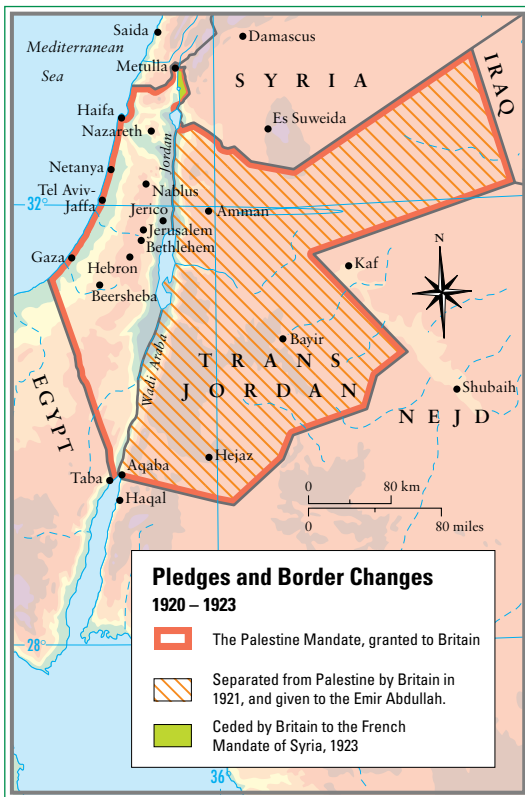 Saida
Mediterranean
Sea
Damascus
Metulla
SYRIA
IRAQ
Haifa
Es Suweida
Nazareth
Jordan
Netanya
Nablus
Tel Aviv-
Jaffa
32°
Jerico
Amman
Jerusalem
Bethlehem
Gaza
Hebron
Kaf
N
Beersheba
Bayir
Wadi Araba
TRANS
JORDAN
EGYPT
Shubaih
NEJD
Hejaz
Aqaba
Taba
Haqal
0 80 km
0 80 miles
Pledges and Border Changes
1920 – 1923
The Palestine Mandate, granted to Britain
Separated from Palestine by Britain in
1921, and given to the Emir Abdullah.
Ceded by Britain to the French
Mandate of Syria, 1923
28°
36°